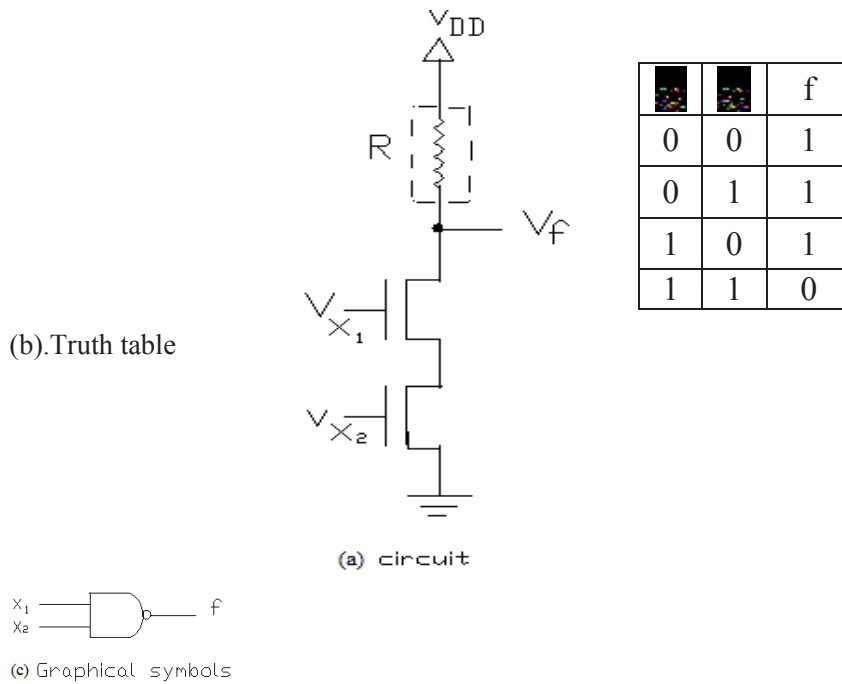 V DD
R
Vf
f
0 0 1
0 1 1
1 0 1
1 1 0
VX1
(b).Truth table
VX2
(a) circuit
X1
f
X2
(c) Graphical symbols